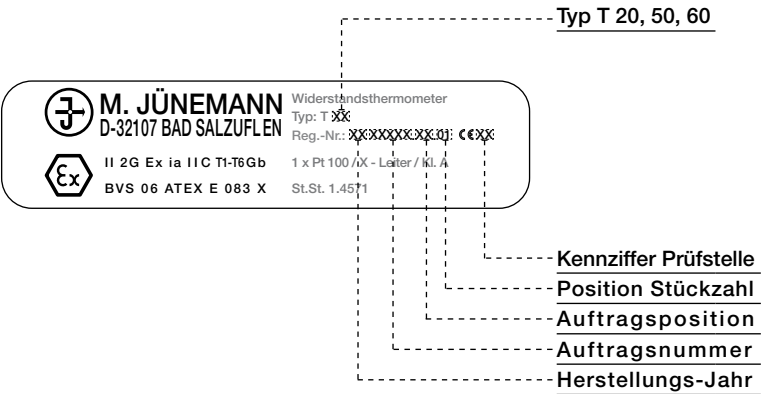 Typ T 20, 50, 60
M. JÜNEMANN
D-32107 BAD SALZUFLEN
Widerstandsthermometer
Typ: T XX
Reg.-Nr.: XX XXXXX.XX.01 CEXX
II 2G Ex ia IIC T1-T6Gb
1 x Pt 100 / X - Leiter / Kl. A
BVS 06 ATEX E 083 X
St.St. 1.4571
Kennziffer Prüfstelle
Position Stückzahl
Auftragsposition
Auftragsnummer
Herstellungs-Jahr